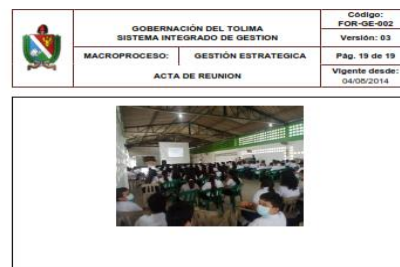 GOBERNACIÓN DEL TOLIMA
SISTEMA INTEGRADO DE GESTION
Código:
FOR-GE-002
Versión: 03
MACROPROCESO: GESTIÓN ESTRATEGICA
Pág. 19 de 19
ACTA DE REUNION
Vigente desde:
04/08/2014